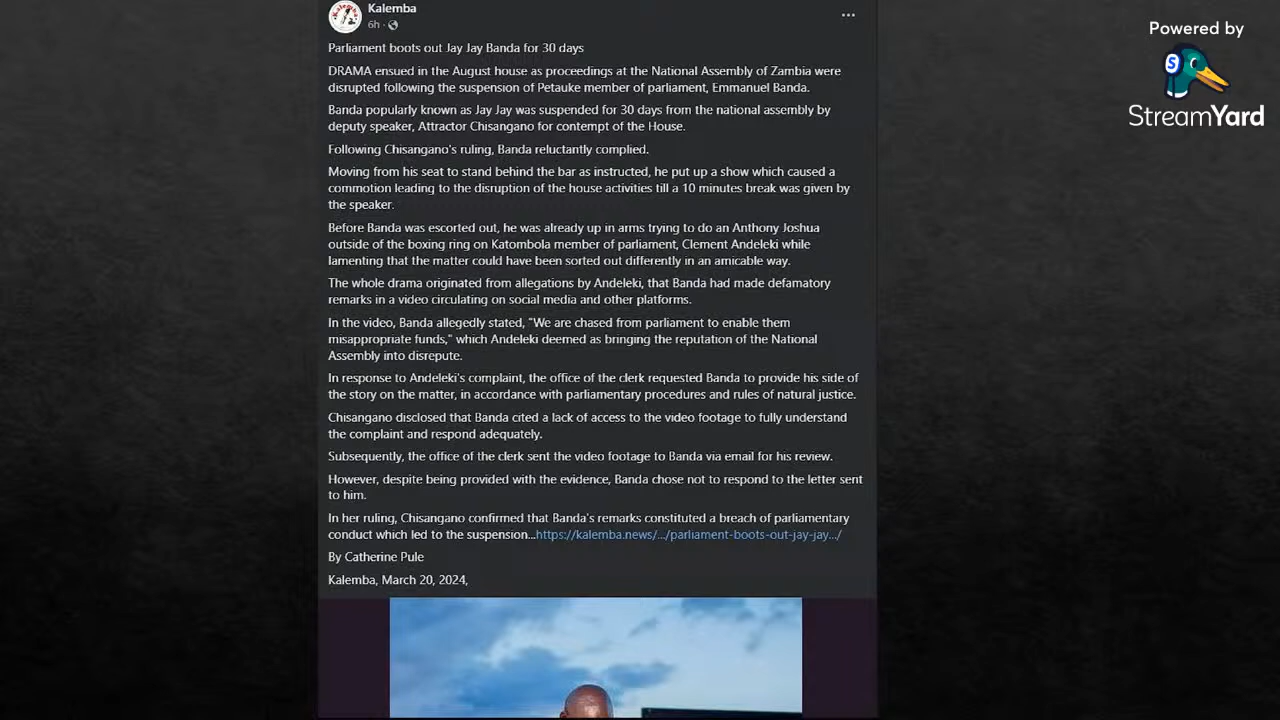 Kalemba
6h ·
Powered by
StreamYard
Parliament boots out Jay Jay Banda for 30 days
DRAMA ensued in the August house as proceedings at the National Assembly of Zambia were
disrupted following the suspension of Petauke member of parliament, Emmanuel Banda.
Banda popularly known as Jay Jay was suspended for 30 days from the national assembly by
deputy speaker, Attractor Chisangano for contempt of the House.
Following Chisangano's ruling, Banda reluctantly complied.
Moving from his seat to stand behind the bar as instructed, he put up a show which caused a
commotion leading to the disruption of the house activities till a 10 minutes break was given by
the speaker.
Before Banda was escorted out, he was already up in arms trying to do an Anthony Joshua
outside of the boxing ring on Katombola member of parliament, Clement Andeleki while
lamenting that the matter could have been sorted out differently in an amicable way.
The whole drama originated from allegations by Andeleki, that Banda had made defamatory
remarks in a video circulating on social media and other platforms.
In the video, Banda allegedly stated, "We are chased from parliament to enable them
misappropriate funds," which Andeleki deemed as bringing the reputation of the National
Assembly into disrepute.
In response to Andeleki's complaint, the office of the clerk requested Banda to provide his side of
the story on the matter, in accordance with parliamentary procedures and rules of natural justice.
Chisangano disclosed that Banda cited a lack of access to the video footage to fully understand
the complaint and respond adequately.
Subsequently, the office of the clerk sent the video footage to Banda via email for his review.
However, despite being provided with the evidence, Banda chose not to respond to the letter sent
to him.
In her ruling, Chisangano confirmed that Banda's remarks constituted a breach of parliamentary
conduct which led to the suspension...https://kalemba.news/.../parliament-boots-out-jay-jay.../
By Catherine Pule
Kalemba, March 20, 2024,